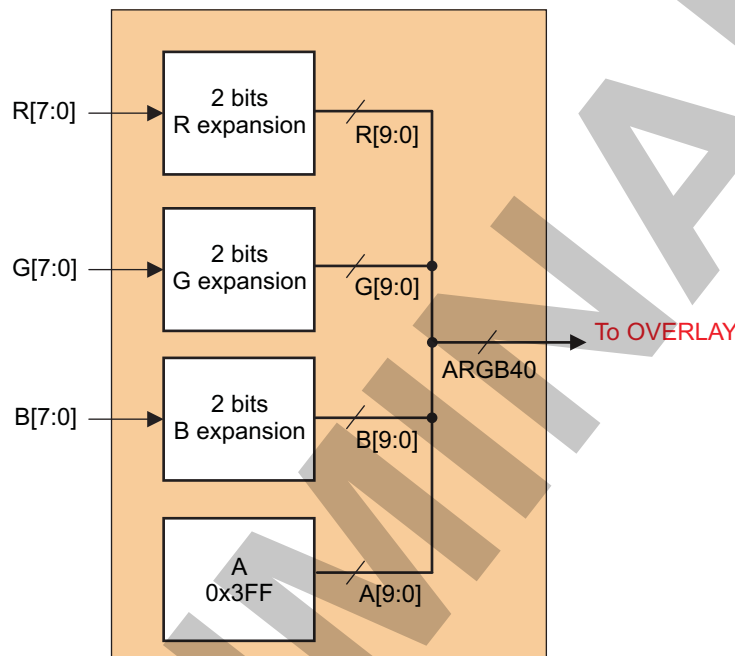 R[7:0]
2 bits
R expansion
R[9:0]
G[7:0]
2 bits
G expansion
G[9:0]
To OVERLAY
ARGB40
B[7:0]
2 bits
B expansion
B[9:0]
A
0x3FF
A[9:0]